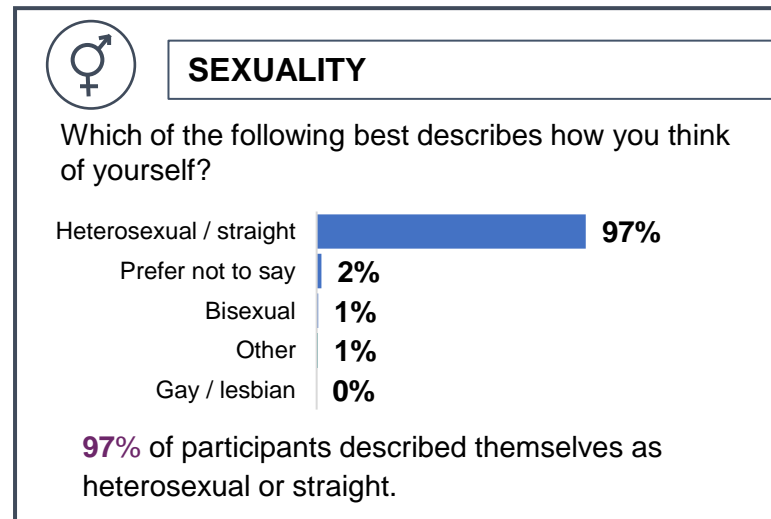 SEXUALITY
Which of the following best describes how you think
of yourself?
Heterosexual / straight 97%
Prefer not to say 2%
Bisexual 1%
Other 1%
Gay / lesbian 0%
97% of participants described themselves as
heterosexual or straight.